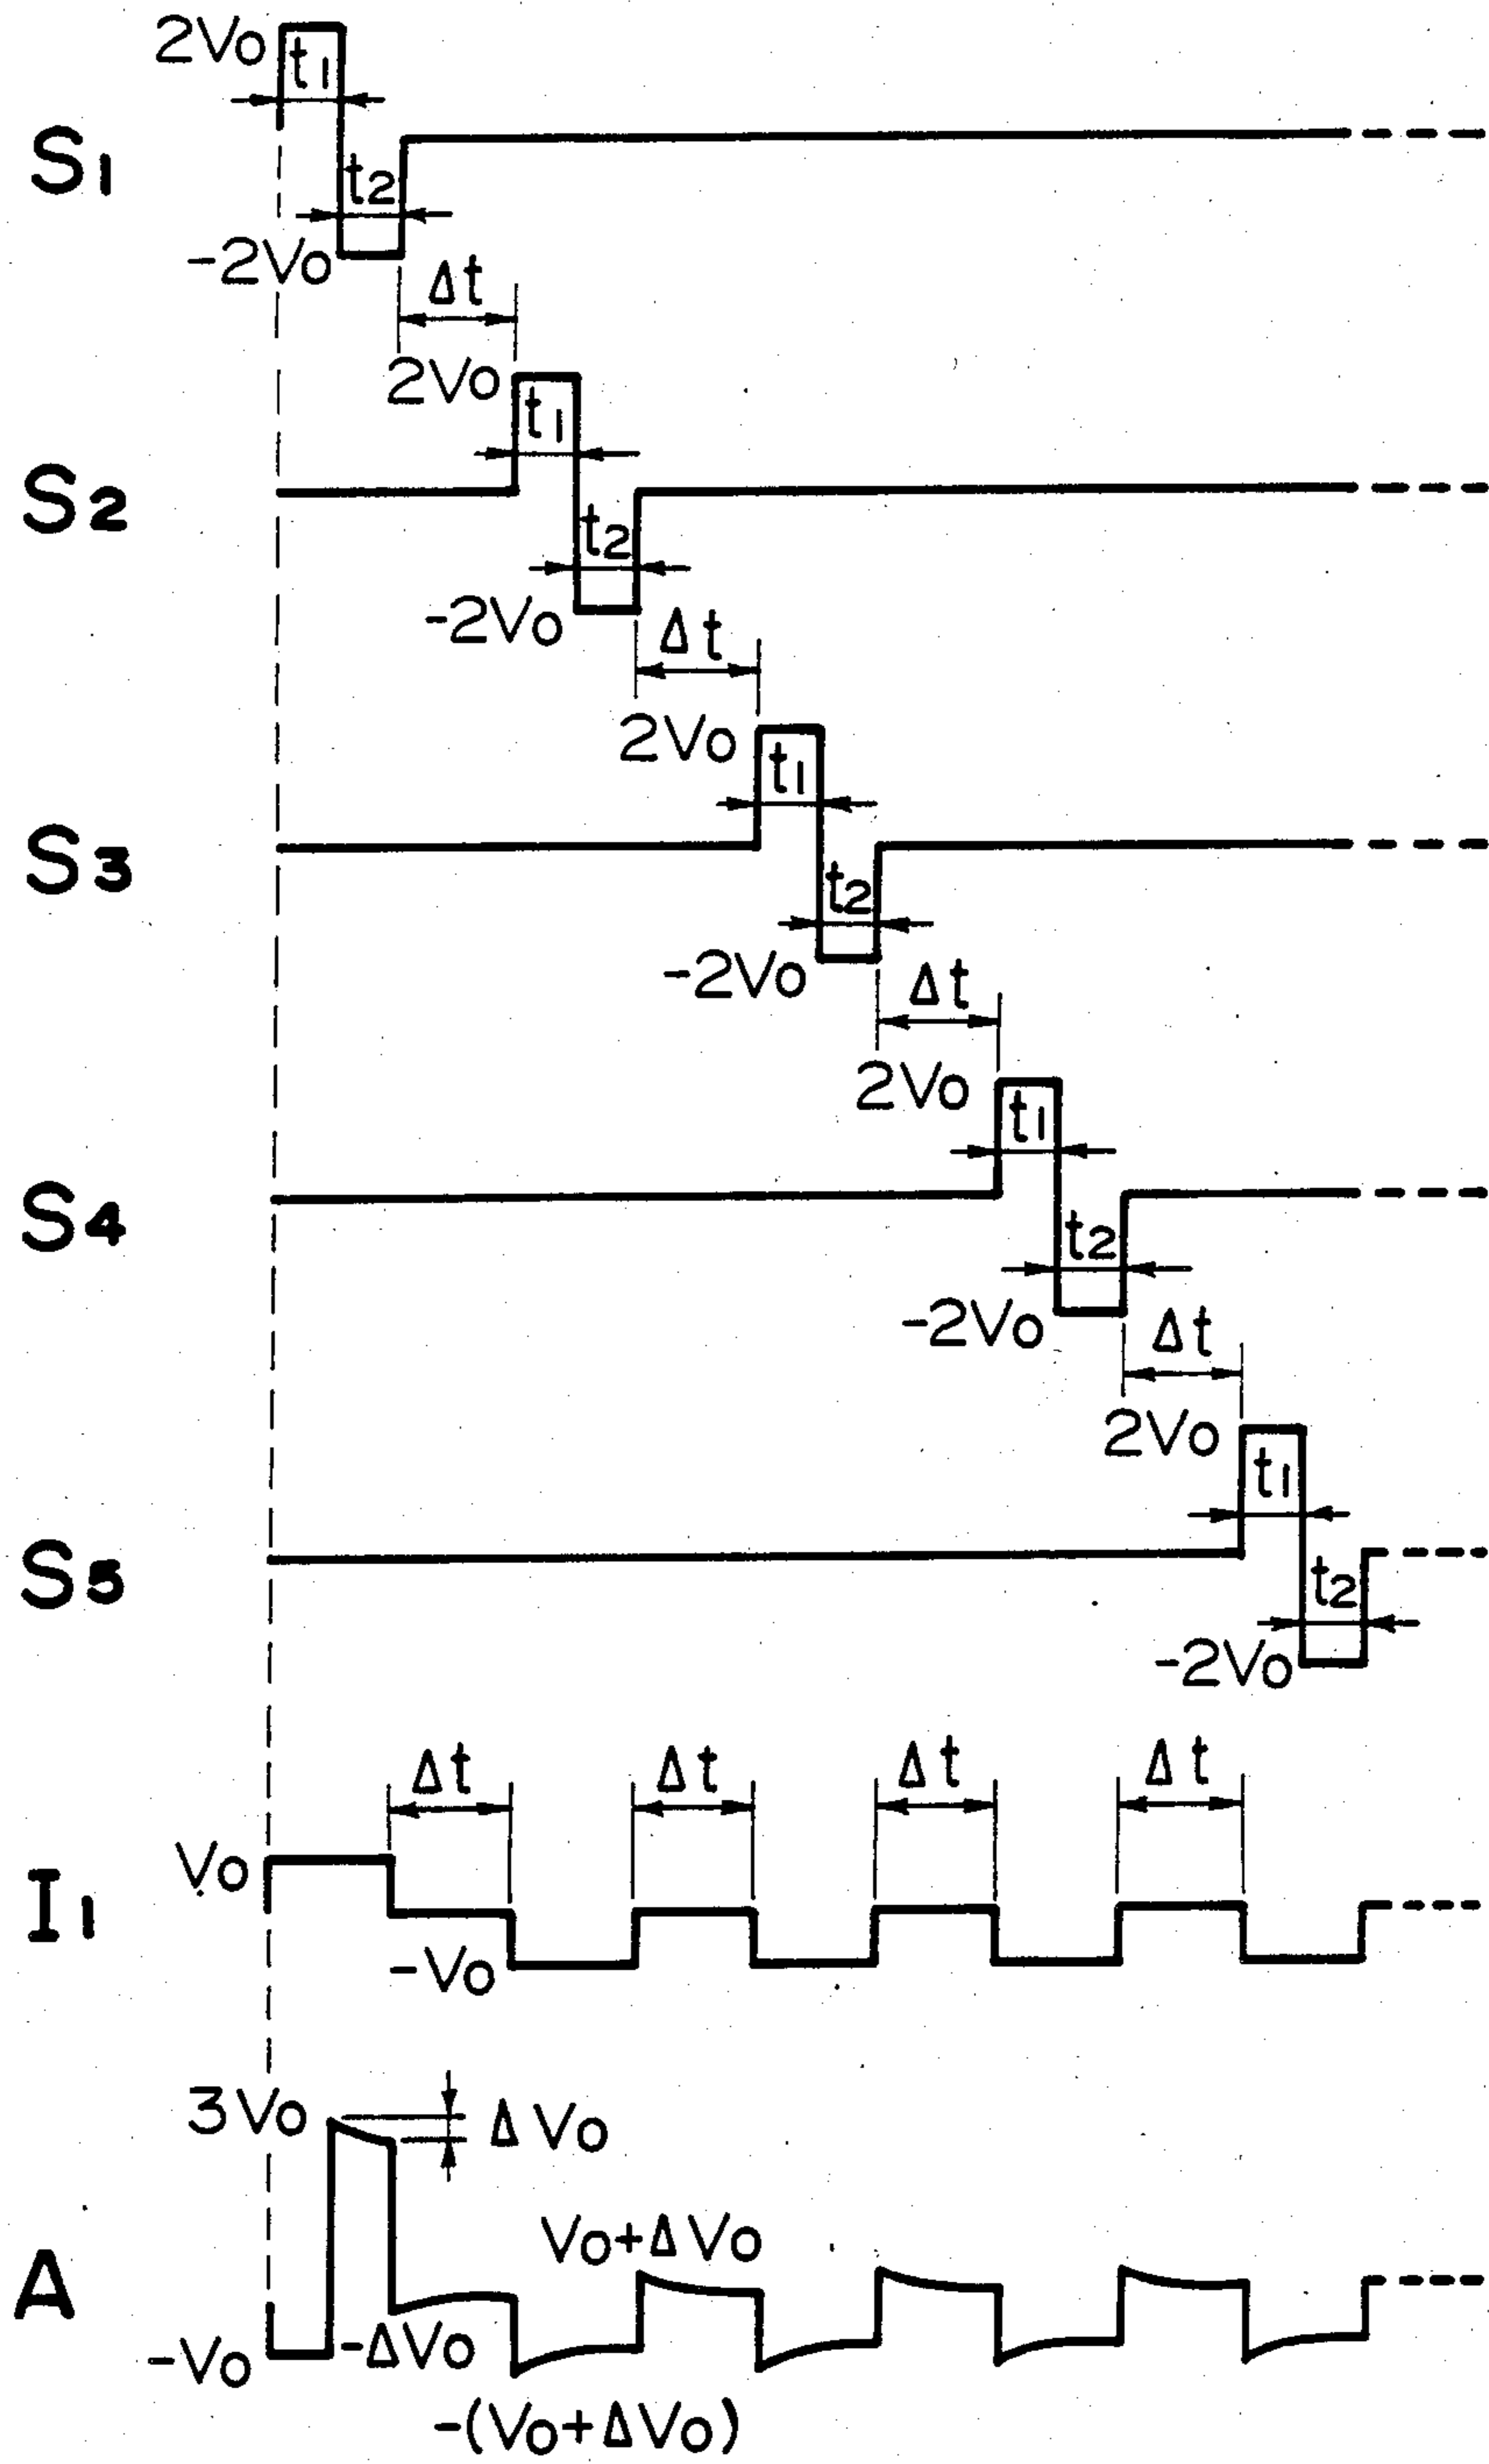 2Vo
t1
S1
t2
-2Vo
Δt
2Vo
t1
S2
t2
-2Vo
Δt
2Vo
t1
S3
t2
-2Vo
Δt
2Vo
t1
S4
t2
-2Vo
Δt
2Vo
t1
S5
t2
-2Vo
Δt Δt Δt Δt
Vo
I1
-Vo
3Vo ΔVo
Vo+ΔVo
A
-Vo -ΔVo
-(Vo+ΔVo)